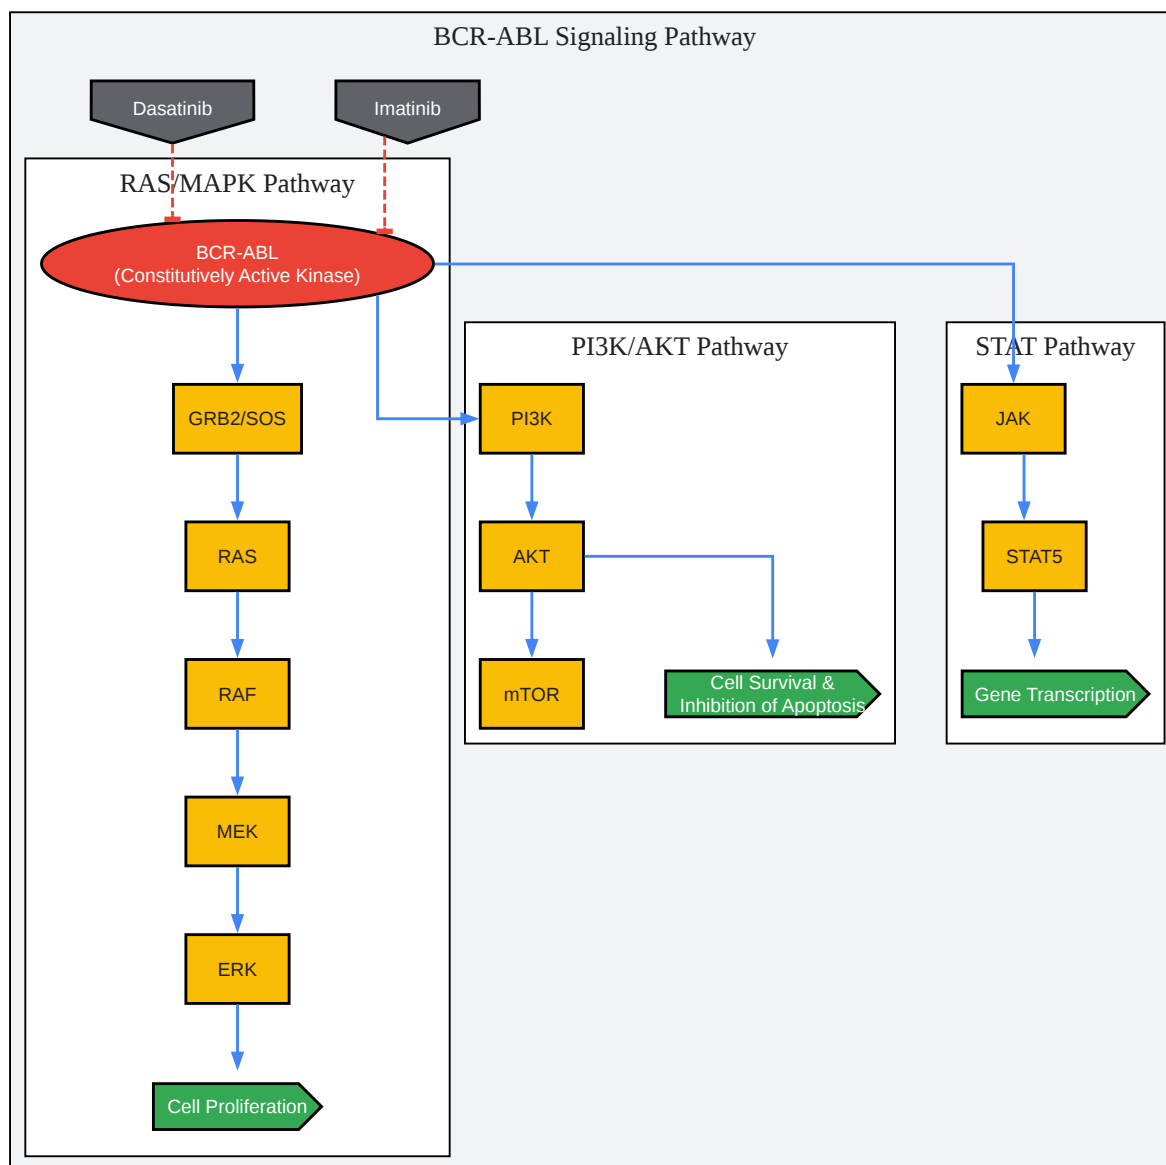 BCR-ABL Signaling Pathway
Dasatinib
Imatinib
RAS/MAPK Pathway
BCR-ABL
(Constitutively Active Kinase)
GRB2/SOS
RAS
RAF
MEK
ERK
Cell Proliferation
PI3K/AKT Pathway
PI3K
AKT
mTOR
Cell Survival &
Inhibition of Apoptosis
STAT Pathway
JAK
STAT5
Gene Transcription